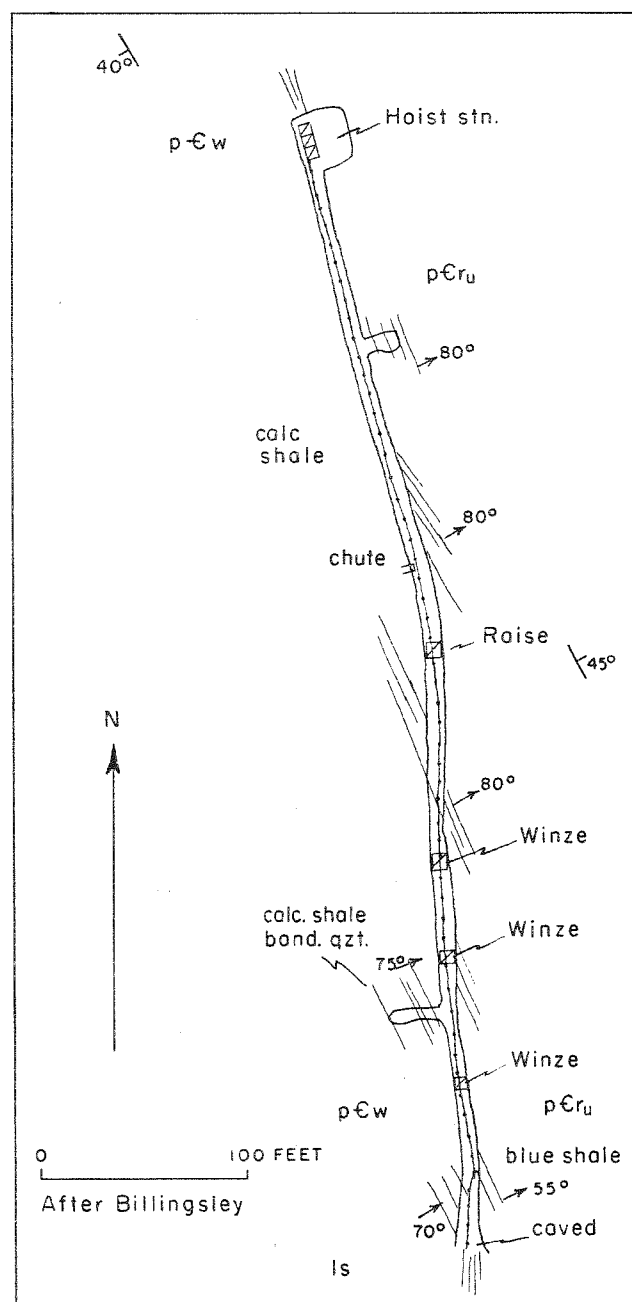 40°
Hoist stn.
p-Єw
pЄru
80°
calc
shale
80°
chute
Raise
45°
N
80°
Winze
calc. shale
band. qzt.
Winze
75°
Winze
pЄw
pЄru
0 100 FEET
blue shale
55°
After Billingsley
70°
caved
ls